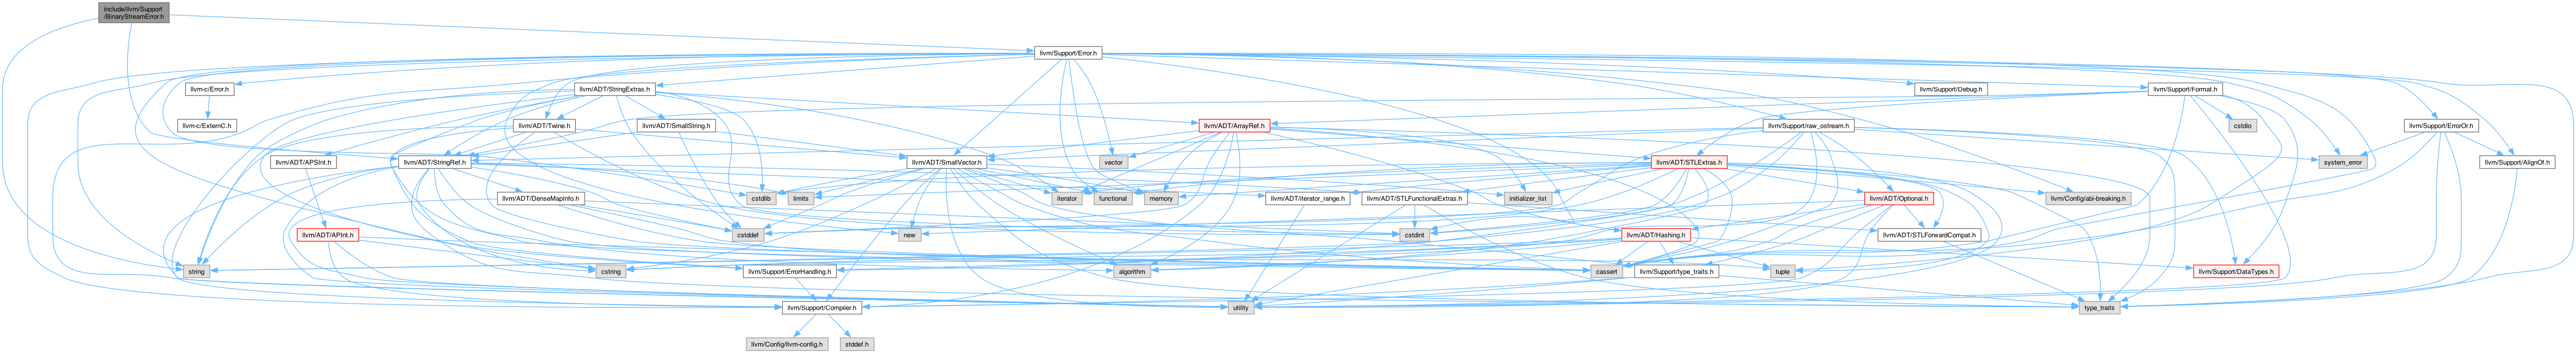 include/llvm/Support
/BinaryStreamError.h
llvm/Support/Error.h
llvm-c/Error.h
llvm/ADT/StringExtras.h
llvm/Support/Debug.h
llvm/Support/Format.h
llvm-c/ExternC.h
llvm/ADT/Twine.h
llvm/ADT/SmallString.h
llvm/ADT/ArrayRef.h
llvm/Support/raw_ostream.h
cstdio
llvm/Support/ErrorOr.h
llvm/ADT/APSInt.h
llvm/ADT/StringRef.h
llvm/ADT/SmallVector.h
vector
llvm/ADT/STLExtras.h
system_error
llvm/Support/AlignOf.h
llvm/ADT/DenseMapInfo.h
cstdlib
limits
iterator
functional
memory
llvm/ADT/iterator_range.h
llvm/ADT/STLFunctionalExtras.h
initializer_list
llvm/ADT/Optional.h
llvm/Config/abi-breaking.h
llvm/ADT/APInt.h
cstddef
new
cstdint
llvm/ADT/Hashing.h
llvm/ADT/STLForwardCompat.h
string
cstring
llvm/Support/ErrorHandling.h
algorithm
cassert
llvm/Support/type_traits.h
tuple
llvm/Support/DataTypes.h
llvm/Support/Compiler.h
utility
type_traits
llvm/Config/llvm-config.h
stddef.h